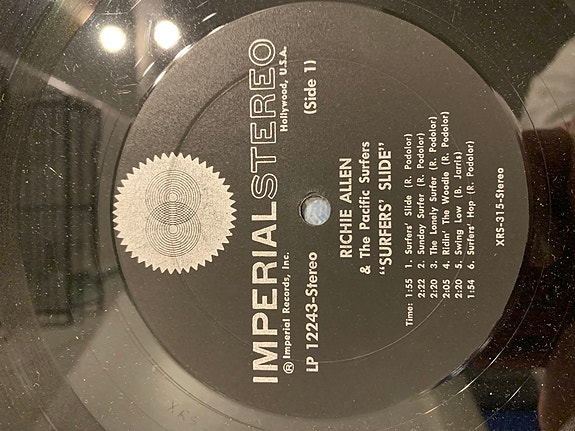 IMPERIAL STEREO
® Imperial Records, Inc. Hollywood, U.S.A.
LP 12243-Stereo (Side 1)
RICHIE ALLEN
& The Pacific Surfers
"SURFERS' SLIDE"
Time: 1:55 1. Surfers' Slide (R. Podolor)
2:22 2. Sunday Surfer (R. Podolor)
2:20 3. The Lonely Surfer (R. Podolor)
2:05 4. Ridin' The Woodie (R. Podolor)
2:20 5. Swing Low (B. Jarris)
1:54 6. Surfers' Hop (R. Podolor)
XRS-315-Stereo